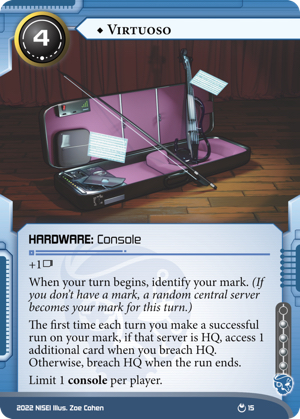 4
◆ Virtuoso
HARDWARE: Console
+1
When your turn begins, identify your mark. (If
you don't have a mark, a random central server
becomes your mark for this turn.)
The first time each turn you make a successful
run on your mark, if that server is HQ, access 1
additional card when you breach HQ.
Otherwise, breach HQ when the run ends.
Limit 1 console per player.
2022 NISEI Illus. Zoe Cohen
15